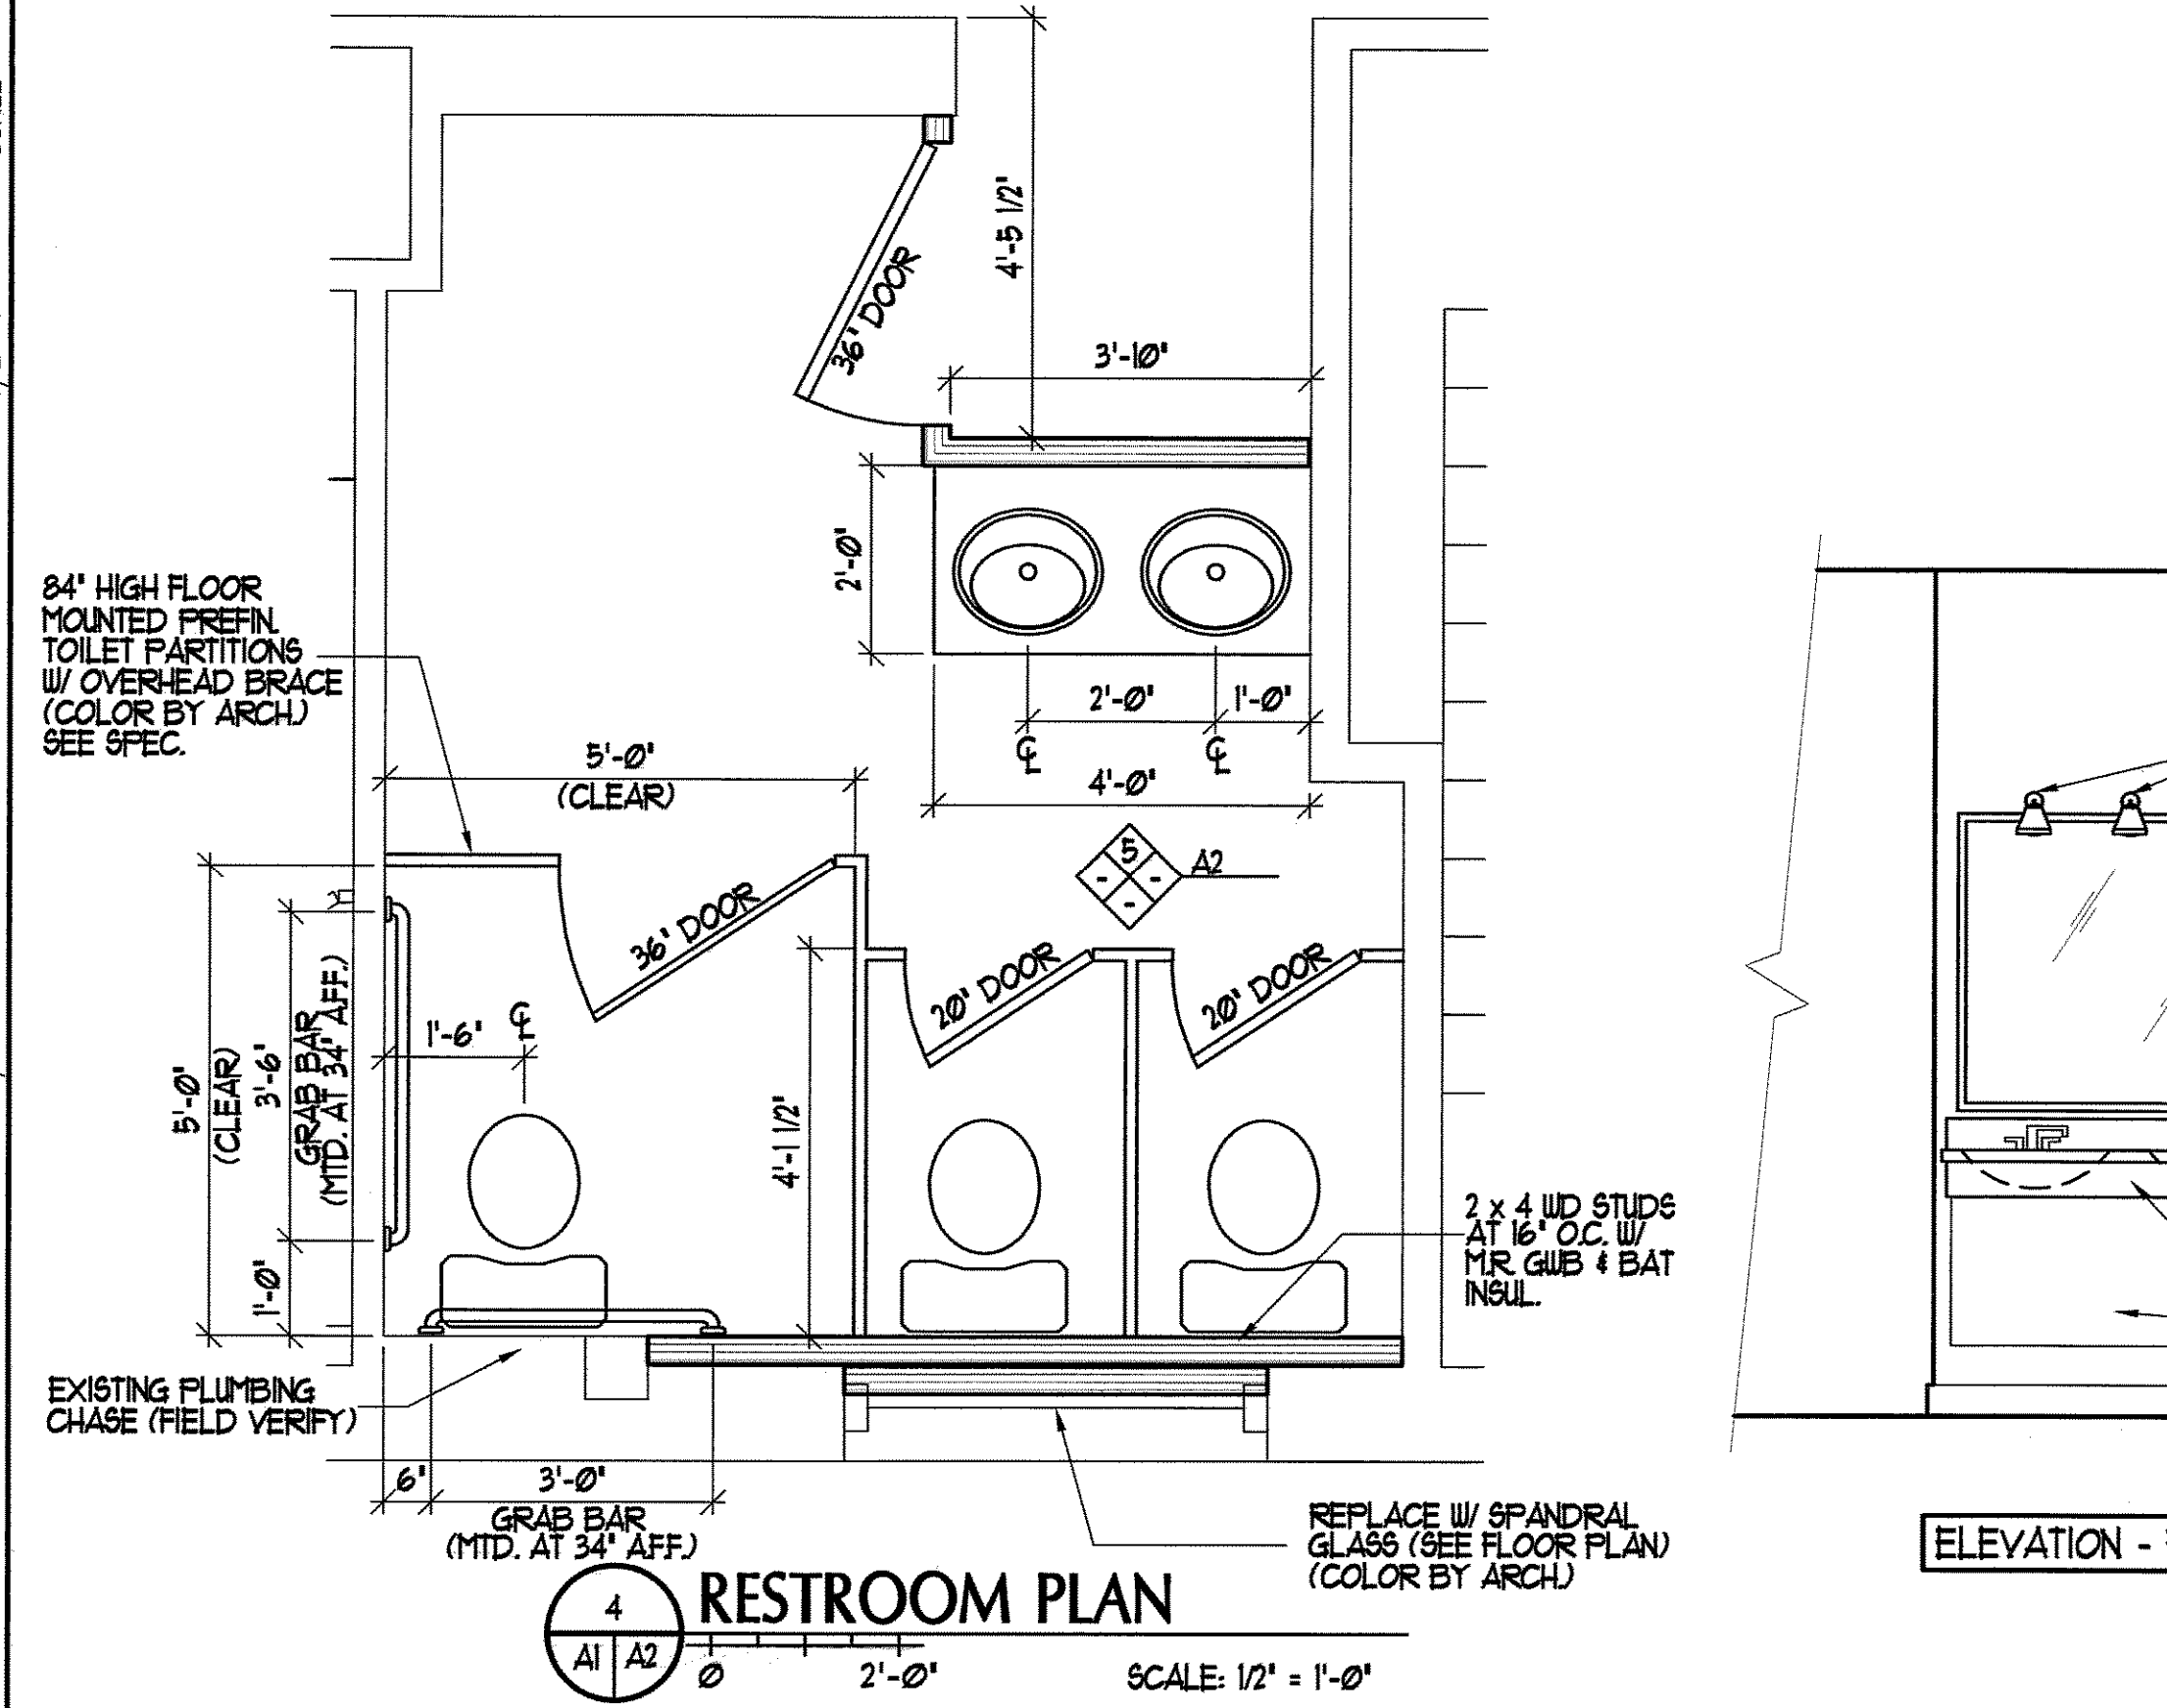 4'-5 1/2"
36" DOOR
3'-10"
2'-0"
84" HIGH FLOOR
MOUNTED PREFIN.
TOILET PARTITIONS
W/ OVERHEAD BRACE
(COLOR BY ARCH.)
SEE SPEC.
2'-0"
1'-0"
5'-0"
(CLEAR)
4'-0"
5
-
-
-
A2
36" DOOR
20" DOOR
20" DOOR
1'-6"
5'-0"
(CLEAR)
3'-6"
GRAB BAR
(MTD. AT 34" A.F.F.)
4'-1 1/2"
1'-0"
2 x 4 WD STUDS
AT 16" O.C. W/
M.R. GWB & BAT
INSUL.
EXISTING PLUMBING
CHASE (FIELD VERIFY)
6"
3'-0"
GRAB BAR
(MTD. AT 34" A.F.F.)
REPLACE W/ SPANDRAL
GLASS (SEE FLOOR PLAN)
(COLOR BY ARCH.)
ELEVATION -
4
A1
A2
RESTROOM PLAN
0
2'-0"
SCALE: 1/2" = 1'-0"